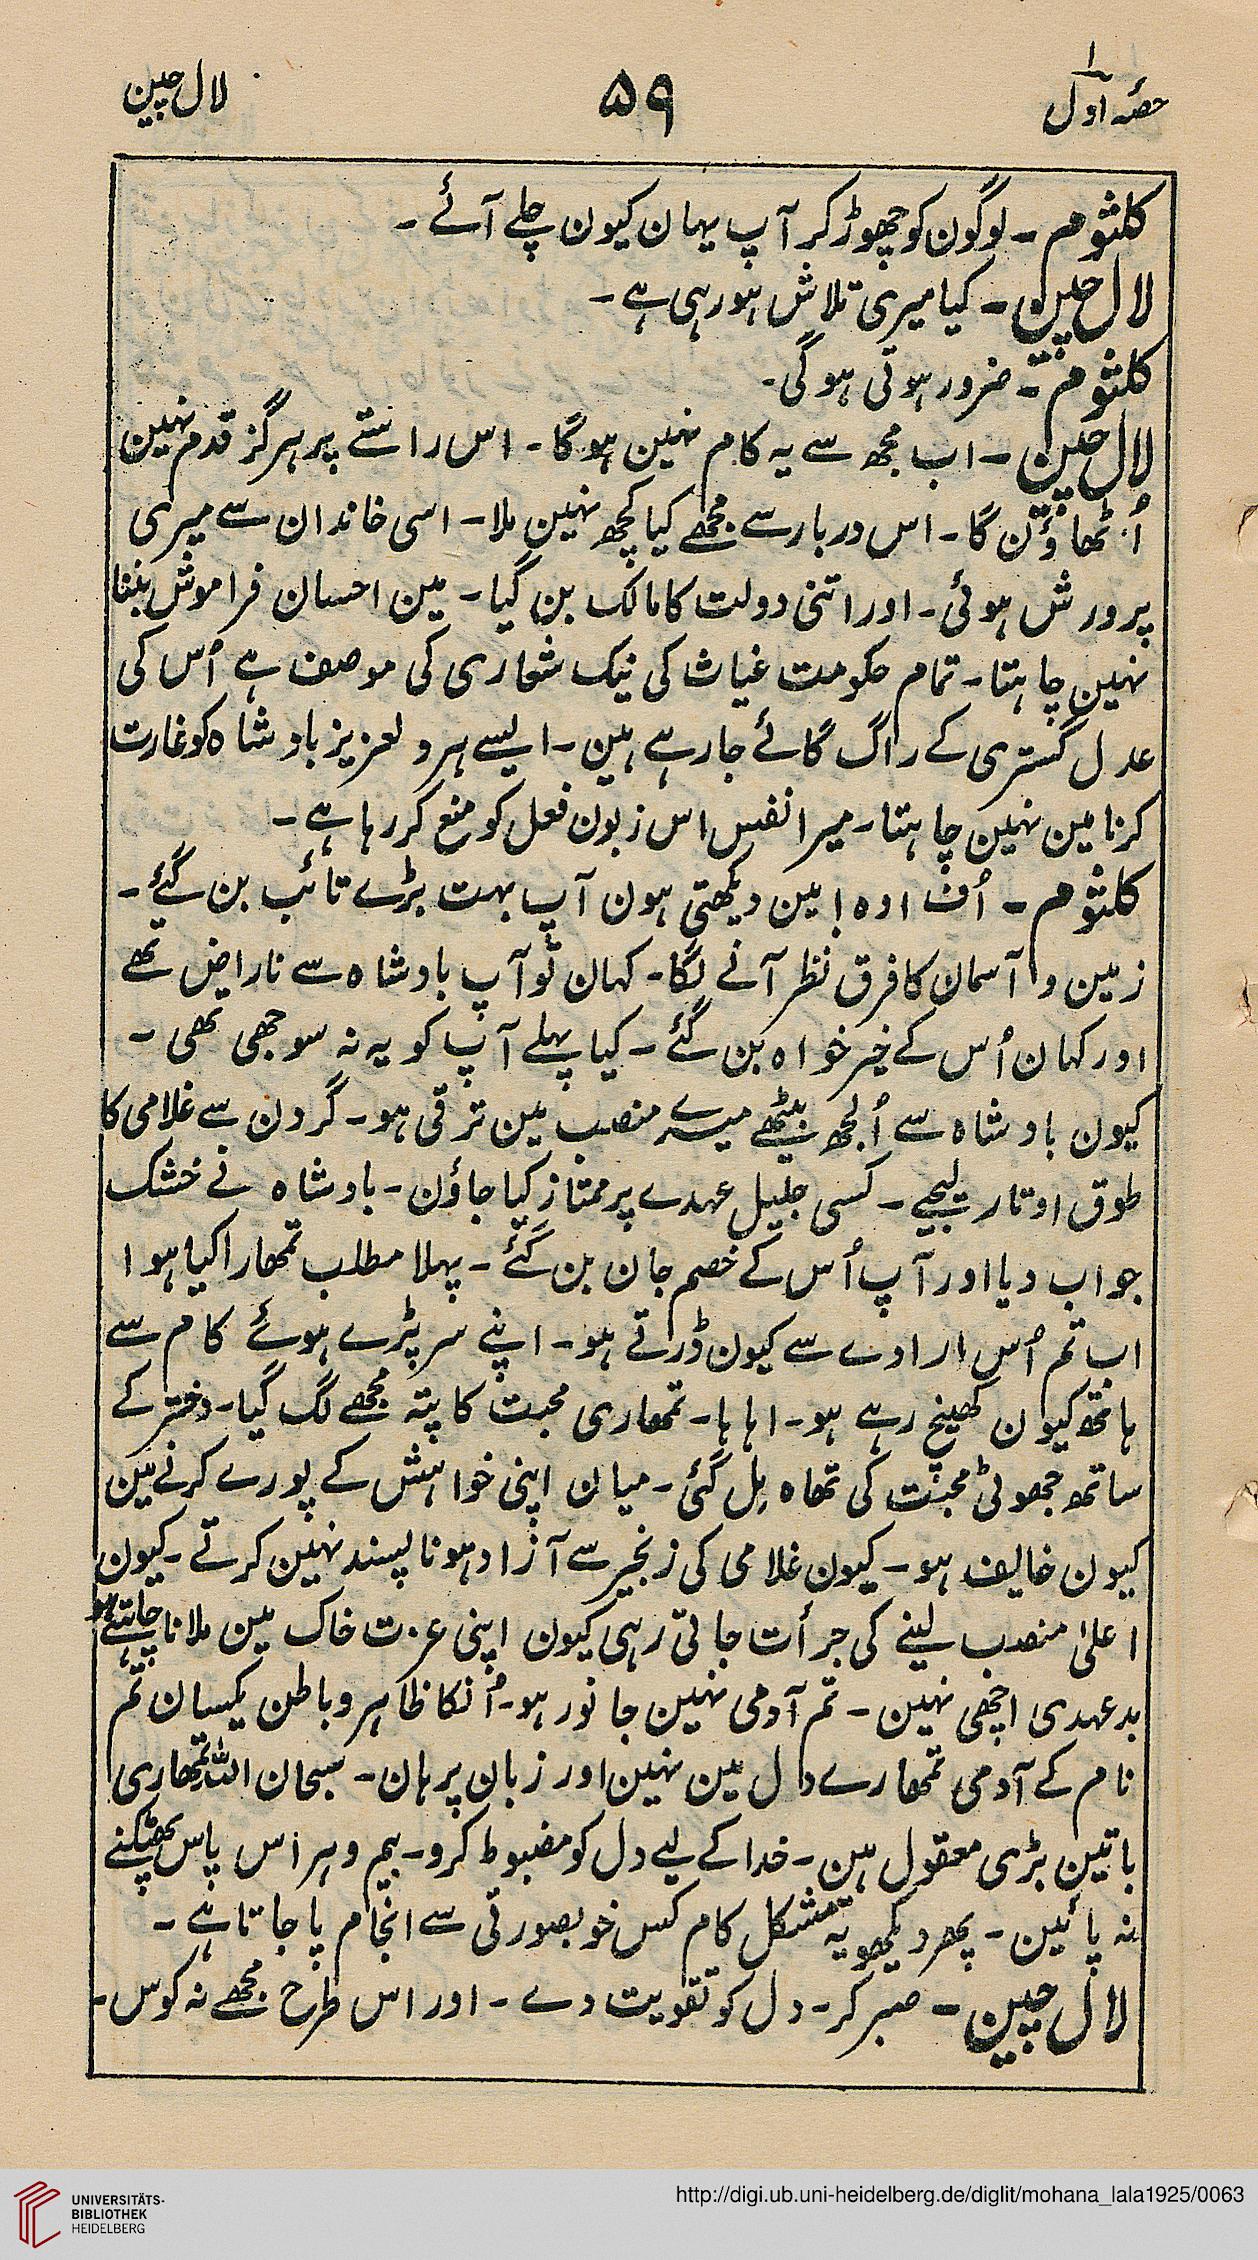 حصہ اول ۵۹ لال چین
کلثوم ۔ لوگون کو چھوڑ کر آپ یہان کیون چلے آئے ۔
لال چین ۔ کیا میری تلاش ہو رہی ہے ۔
کلثوم ۔ ضرور ہوتی ہوگی ۔
لال چین ۔ اب مجھ سے یہ کام نہین ہوگا ۔ اس راستے پر ہرگز قدم نہین
اُٹھاؤن گا ۔ اس دربار سے مجھے کیا کچھ نہین ملا ۔ اسی خاندان سے میری
پرورش ہوئی ۔ اور اتنی دولت کا مالک بن گیا ۔ مین احسان فراموش بننا
نہین چاہتا ۔ تمام حکومت غیاث کی نیک شعاری کی موصف ہے اُس کی
عدل گستری کے راگ گائے جا رہے ہین ۔ ایسے ہر دلعزیز بادشاہ کو غارت
کرنا مین نہین چاہتا ۔ میرا نفس اس زبون فعل کو منع کر رہا ہے ۔
کلثوم ۔ اُف اوہ ! مین دیکھتی ہون آپ بہت بڑے تائب بن گئے ۔
زمین و آسمان کا فرق نظر آنے لگا ۔ کہان تو آپ بادشاہ سے ناراض تھے
اور کہان اُس کے خیر خواہ بن گئے ۔ کیا پہلے آپ کو یہ نہ سوجھی تھی ۔
کیون بادشاہ سے اُلجھ بیٹھے میرے منصب مین ترقی ہو ۔ گردن سے غلامی کا
طوق اوتار لیجیے ۔ کسی جلیل عہدے پر ممتاز کیا جاؤن ۔ بادشاہ نے خشک
جواب دیا اور آپ اُس کے خصم جان بن گئے ۔ پہلا مطلب تمھارا کیا ہوا
اب تم اُس ارادے سے کیون ڈرتے ہو ۔ اپنے سر پڑے ہوئے کام سے
ہاتھ کیون کھینچ رہے ہو ۔ اہا ہا ۔ تمھاری محبت کا پتہ مجھے لگ گیا ۔ دختر کے
ساتھ جھوٹی محبت کی تھاہ مِل گئی ۔ میان اپنی خواہش کے پورے کرنے مین
کیون خایف ہو ۔ کیون غلامی کی زنجیر سے آزاد ہونا پسند نہین کرتے ۔ کیون
اعلیٰ منصب لینے کی جرأت جاتی رہی کیون اپنی عزت خاک مین ملانا چاہتے ہو
بد عہدی اچھی نہین ۔ تم آدمی نہین جانور ہو ۔ اُنکا ظاہر و باطن یکسان تم
نام کے آدمی تمھارے دل مین نہین اور زبان پر ہان ۔ سبحان اللہ تمھاری
باتین بڑی معقول ہین ۔ خدا کے لیے دل کو مضبوط کرو ۔ بیم و ہراس پاس پھٹکنے
نہ پائین ۔ پھر دیکھو یہ مشکل کام کس خوبصورتی سے انجام پا جاتا ہے ۔
لال چین ۔ صبر کر ۔ دل کو تقویت دے ۔ اور اس طرح مجھے نہ کوس ۔
UNIVERSITÄTS-
BIBLIOTHEK
HEIDELBERG
http://digi.ub.uni-heidelberg.de/diglit/mohana_lala1925/0063